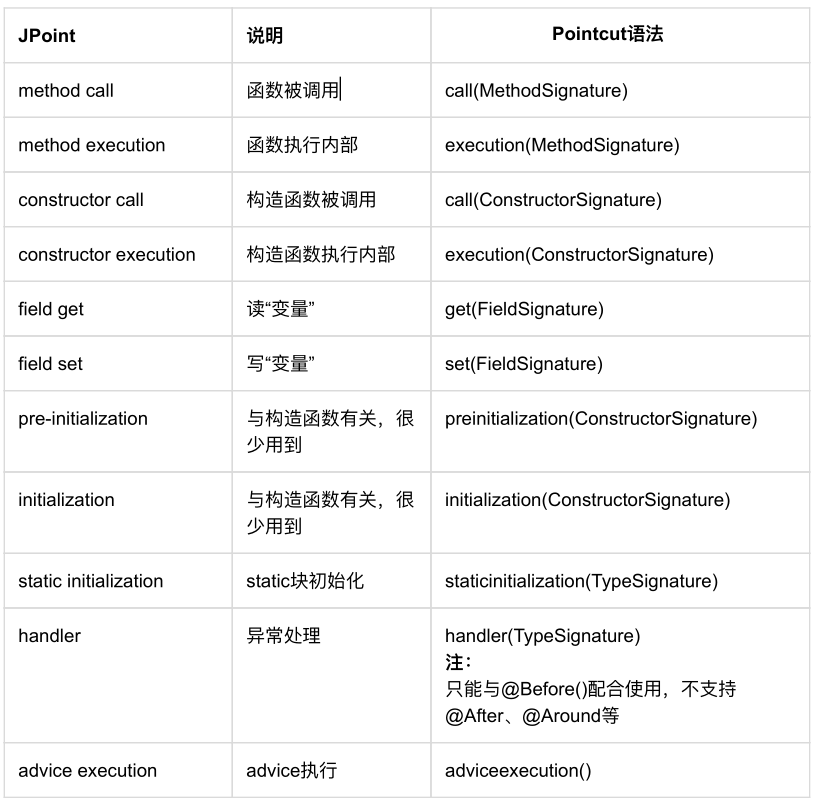 JPoint 说明 Pointcut语法
method call 函数被调用 call(MethodSignature)
method execution 函数执行内部 execution(MethodSignature)
constructor call 构造函数被调用 call(ConstructorSignature)
constructor execution 构造函数执行内部 execution(ConstructorSignature)
field get 读“变量” get(FieldSignature)
field set 写“变量” set(FieldSignature)
pre-initialization 与构造函数有关，很 preinitialization(ConstructorSignature)
少用到
initialization 与构造函数有关，很 initialization(ConstructorSignature)
少用到
static initialization static块初始化 staticinitialization(TypeSignature)
handler 异常处理 handler(TypeSignature)
注：
只能与@Before()配合使用，不支持
@After、@Around等
advice execution advice执行 adviceexecution()